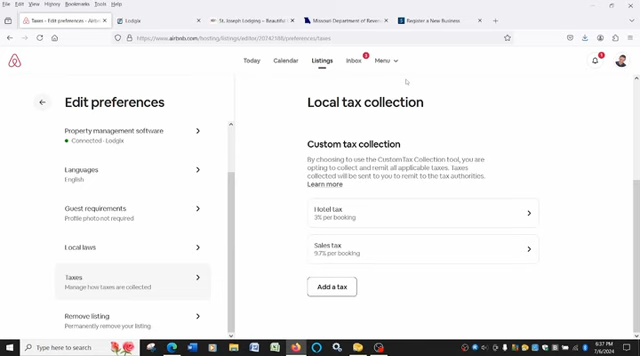 File Edit View History Bookmarks Tools Help
Taxes - Edit preferences - Airbnb
Lodgix
St. Joseph Lodging – Beautiful
Missouri Department of Reven
Register a New Business
https://www.airbnb.com/hosting/listings/editor/20747168/preferences/taxes
Today
Calendar
Listings
Inbox
Menu
Edit preferences
Property management software
Connected - Lodgix
Languages
English
Guest requirements
Profile photo not required
Local laws
Taxes
Manage how taxes are collected
Remove listing
Permanently remove your listing
Local tax collection
Custom tax collection
By choosing to use the CustomTax Collection tool, you are
opting to collect and remit all applicable taxes. Taxes
collected will be sent to you to remit to the tax authorities.
Learn more
Hotel tax
3% per booking
Sales tax
9.7% per booking
Add a tax
Type here to search
6:37 PM
7/6/2024